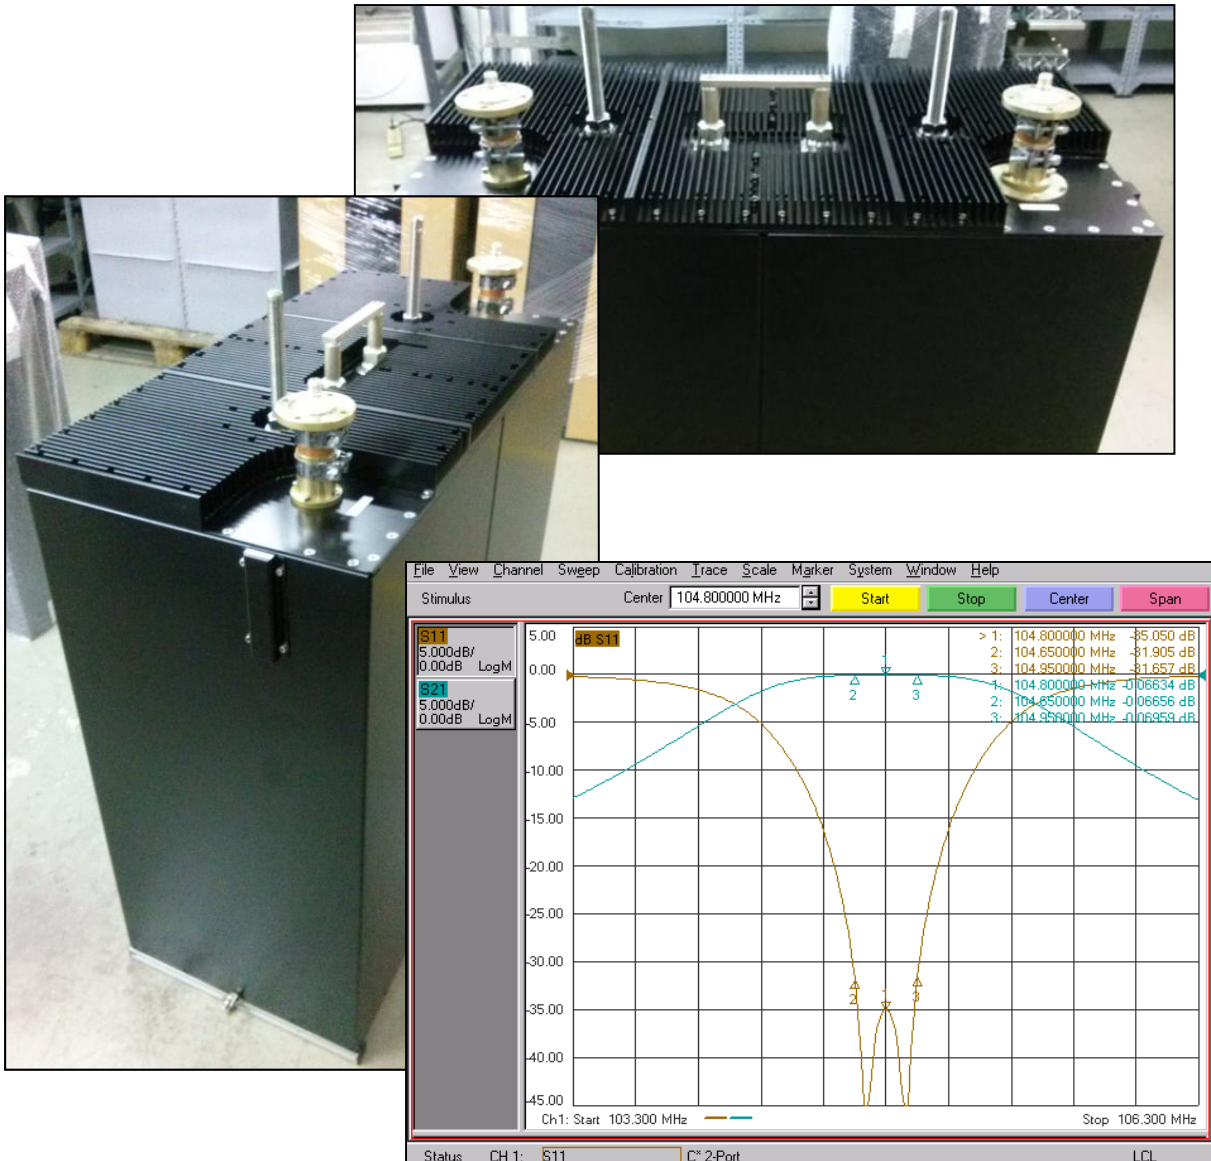 File View Channel Sweep Calibration Trace Scale Marker System Window Help
Stimulus Center 104.800000 MHz Start Stop Center Span
S11
5.000dB/
0.00dB LogM
S21
5.000dB/
0.00dB LogM
dB S11
> 1: 104.800000 MHz -35.050 dB
2: 104.650000 MHz -31.905 dB
3: 104.950000 MHz -31.657 dB
1: 104.800000 MHz -0.06634 dB
2: 104.650000 MHz -0.06656 dB
3: 104.950000 MHz -0.06959 dB
5.00
0.00
-5.00
-10.00
-15.00
-20.00
-25.00
-30.00
-35.00
-40.00
-45.00
1
2
3
2
1
3
Ch1: Start 103.300 MHz Stop 106.300 MHz
Status CH 1: S11 C* 2-Port LCL